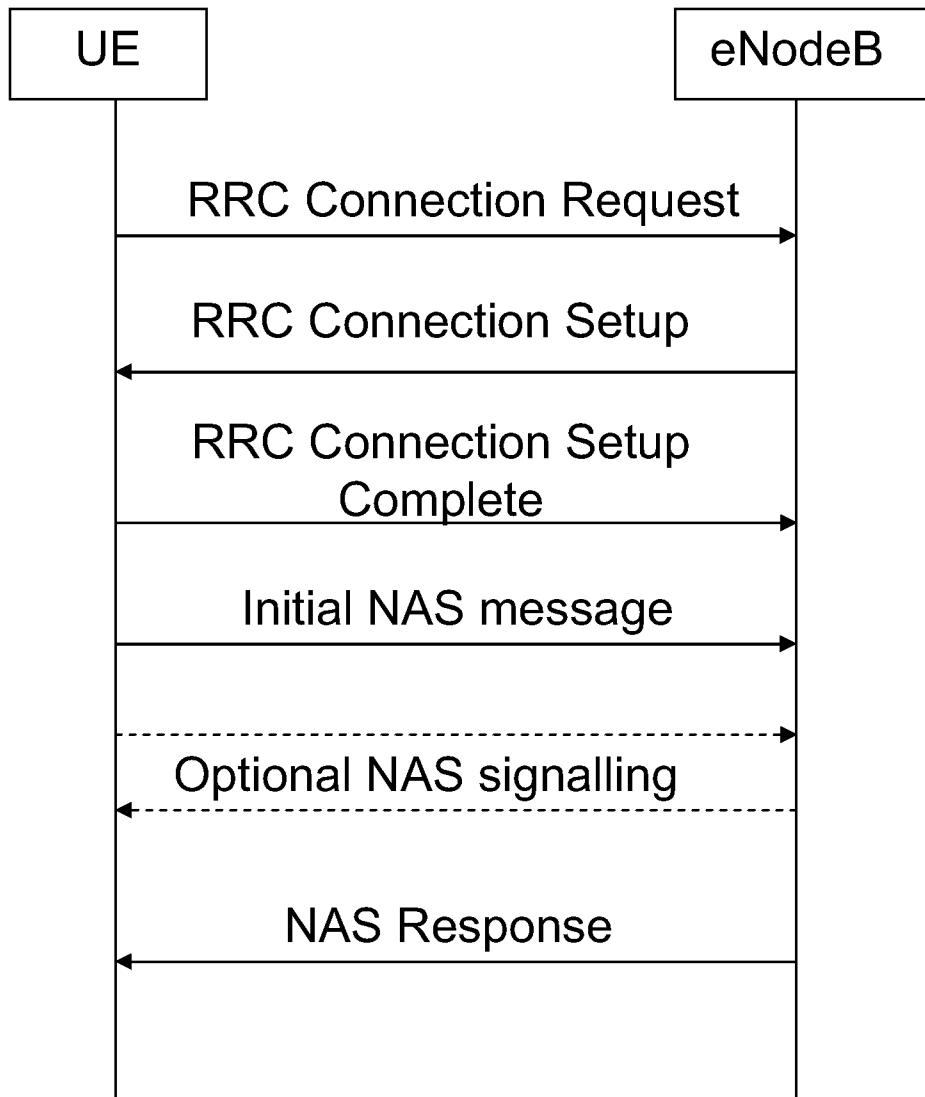 UE
eNodeB
RRC Connection Request
RRC Connection Setup
RRC Connection Setup
Complete
Initial NAS message
Optional NAS signalling
NAS Response